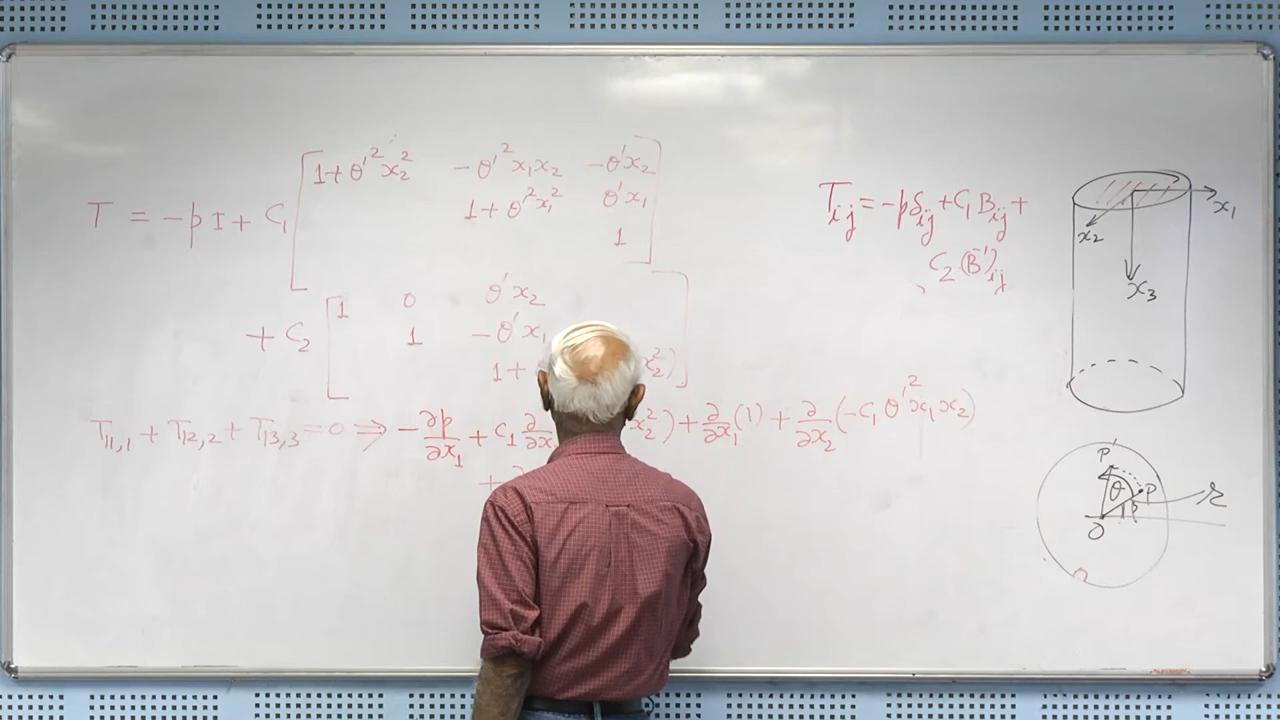 T = -pI + C₁ [ 1+θ'²x₂² -θ'²x₁x₂ -θ'x₂
1+θ'²x₁² θ'x₁
1 ]
+ C₂ [ 1 0 θ'x₂
1 -θ'x₁
1+ x₂²) ]
T₁₁,₁ + T₁₂,₂ + T₁₃,₃ = 0 ⇒ -∂p/∂x₁ + C₁ ∂/∂x x₂²) + ∂/∂x₁(1) + ∂/∂x₂(-C₁θ'²x₁x₂)
+
Tᵢⱼ = -pδᵢⱼ + C₁Bᵢⱼ +
C₂(B⁻¹)ᵢⱼ
x₁
x₂
x₃
P'
θ P r
O